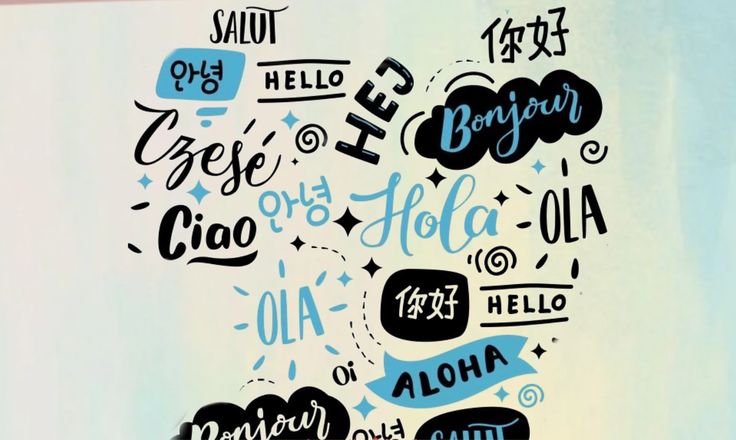 SALUT
你好
안녕
HELLO
HEJ
Bonjour
Cześć
안녕
Hola
OLA
Ciao
OLA
你好
HELLO
Oi
ALOHA
Bonjour
안녕
SALUT